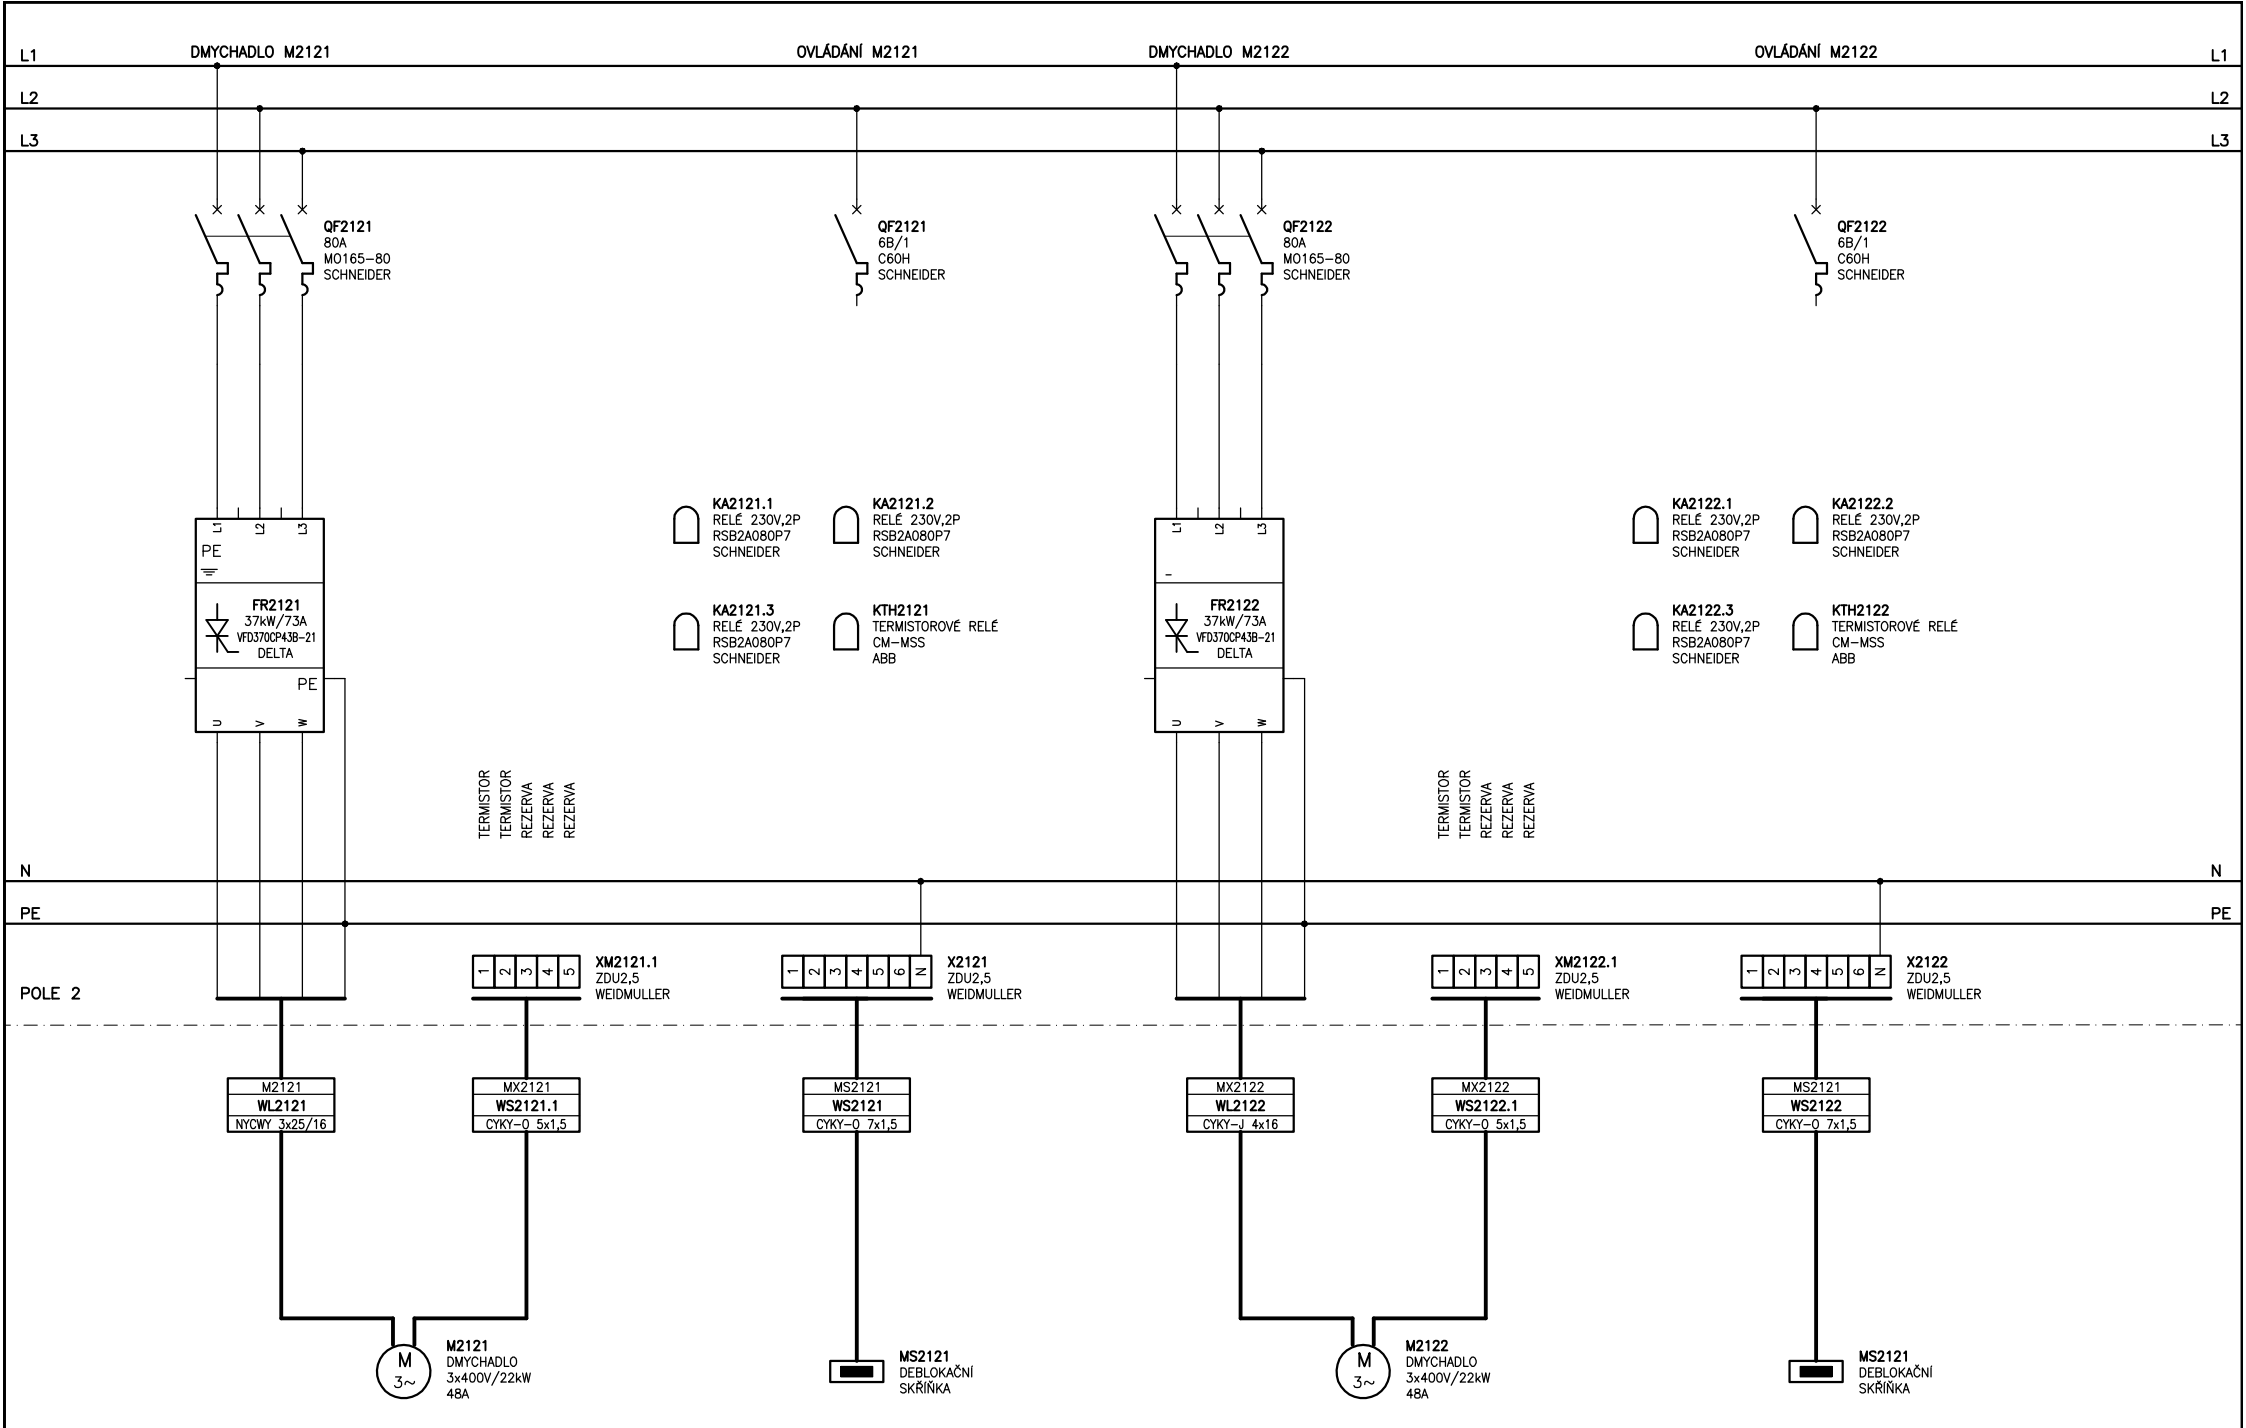 DMYCHADLO M2121
OVLÁDÁNÍ M2121
DMYCHADLO M2122
OVLÁDÁNÍ M2122
L1
L1
L2
L2
L3
L3
QF2121
80A
MO165-80
SCHNEIDER
QF2121
6B/1
C60H
SCHNEIDER
QF2122
80A
MO165-80
SCHNEIDER
QF2122
6B/1
C60H
SCHNEIDER
L1
L2
L3
PE
FR2121
37kW/73A
VFD370CP43B-21
DELTA
PE
U
V
W
KA2121.1
RELÉ 230V,2P
RSB2A080P7
SCHNEIDER
KA2121.2
RELÉ 230V,2P
RSB2A080P7
SCHNEIDER
KA2121.3
RELÉ 230V,2P
RSB2A080P7
SCHNEIDER
KTH2121
TERMISTOROVÉ RELÉ
CM-MSS
ABB
L1
L2
L3
FR2122
37kW/73A
VFD370CP43B-21
DELTA
U
V
W
KA2122.1
RELÉ 230V,2P
RSB2A080P7
SCHNEIDER
KA2122.2
RELÉ 230V,2P
RSB2A080P7
SCHNEIDER
KA2122.3
RELÉ 230V,2P
RSB2A080P7
SCHNEIDER
KTH2122
TERMISTOROVÉ RELÉ
CM-MSS
ABB
TERMISTOR
TERMISTOR
REZERVA
REZERVA
REZERVA
TERMISTOR
TERMISTOR
REZERVA
REZERVA
REZERVA
N
N
PE
PE
POLE 2
1 2 3 4 5
XM2121.1
ZDU2,5
WEIDMULLER
1 2 3 4 5 6 N
X2121
ZDU2,5
WEIDMULLER
1 2 3 4 5
XM2122.1
ZDU2,5
WEIDMULLER
1 2 3 4 5 6 N
X2122
ZDU2,5
WEIDMULLER
M2121
WL2121
NYCWY 3x25/16
MX2121
WS2121.1
CYKY-O 5x1,5
MS2121
WS2121
CYKY-O 7x1,5
MX2122
WL2122
CYKY-J 4x16
MX2122
WS2122.1
CYKY-O 5x1,5
MS2121
WS2122
CYKY-O 7x1,5
M
3~
M2121
DMYCHADLO
3x400V/22kW
48A
MS2121
DEBLOKAČNÍ
SKŘÍŇKA
M
3~
M2122
DMYCHADLO
3x400V/22kW
48A
MS2121
DEBLOKAČNÍ
SKŘÍŇKA